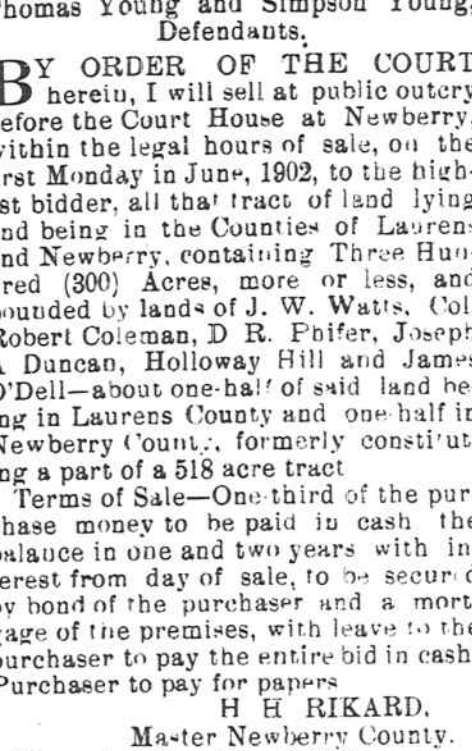 Thomas Young and Simpson Young,
Defendants.
BY ORDER OF THE COURT
herein, I will sell at public outcry
efore the Court House at Newberry,
within the legal hours of sale, on the
irst Monday in June, 1902, to the high-
st bidder, all that tract of land lying
and being in the Counties of Laurens
and Newberry, containing Three Hun-
red (300) Acres, more or less, and
bounded by lands of J. W. Watts, Col.
Robert Coleman, D R. Phifer, Joseph
A Duncan, Holloway Hill and James
O'Dell—about one-half of said land be
ng in Laurens County and one half in
Newberry County, formerly constitut
ng a part of a 518 acre tract
Terms of Sale—One-third of the pur
chase money to be paid in cash the
balance in one and two years with in
terest from day of sale, to be secured
by bond of the purchaser and a mort
gage of the premises, with leave to the
purchaser to pay the entire bid in cash
Purchaser to pay for papers
H H RIKARD,
Master Newberry County.